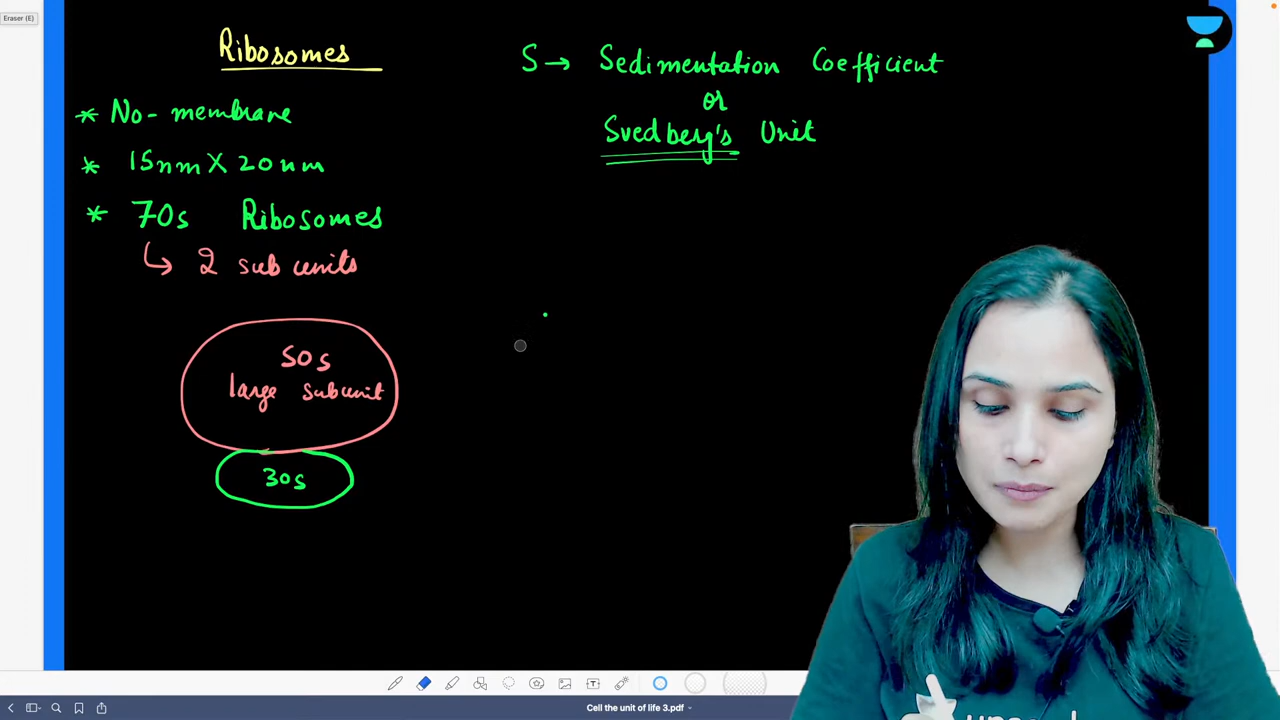 Eraser (E)
Ribosomes
* No-membrane
* 15nm X 20nm
* 70s Ribosomes
↳ 2 sub units
50s
large subunit
30s
S → Sedimentation Coefficient
or
Svedberg's Unit
Cell the unit of life 3.pdf